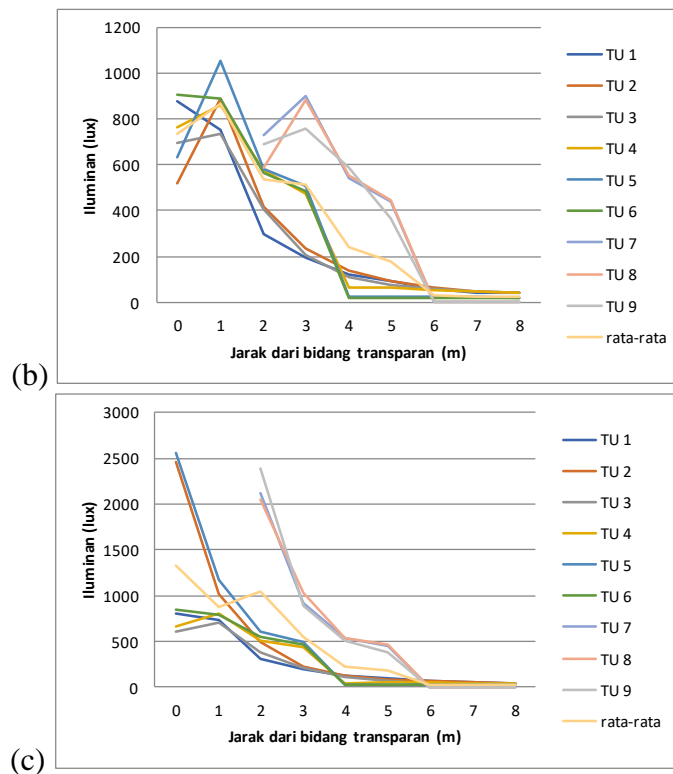 1200
1000
800
600
400
200
0
Iluminan (lux)
0 1 2 3 4 5 6 7 8
Jarak dari bidang transparan (m)
TU 1
TU 2
TU 3
TU 4
TU 5
TU 6
TU 7
TU 8
TU 9
rata-rata
(b)
3000
2500
2000
1500
1000
500
0
Iluminan (lux)
0 1 2 3 4 5 6 7 8
Jarak dari bidang transparan (m)
TU 1
TU 2
TU 3
TU 4
TU 5
TU 6
TU 7
TU 8
TU 9
rata-rata
(c)